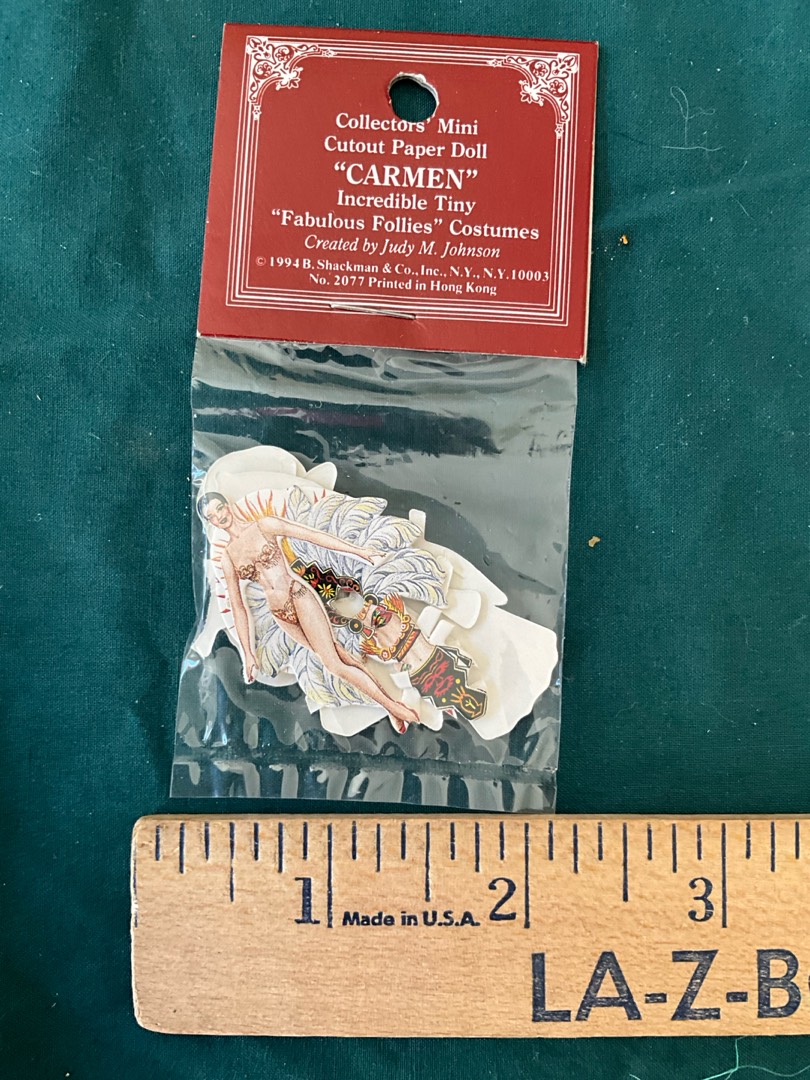 Collectors' Mini
Cutout Paper Doll
“CARMEN”
Incredible Tiny
“Fabulous Follies” Costumes
Created by Judy M. Johnson
© 1994 B. Shackman & Co., Inc., N.Y., N.Y. 10003
No. 2077 Printed in Hong Kong
1 Made in U.S.A. 2 3
LA-Z-B